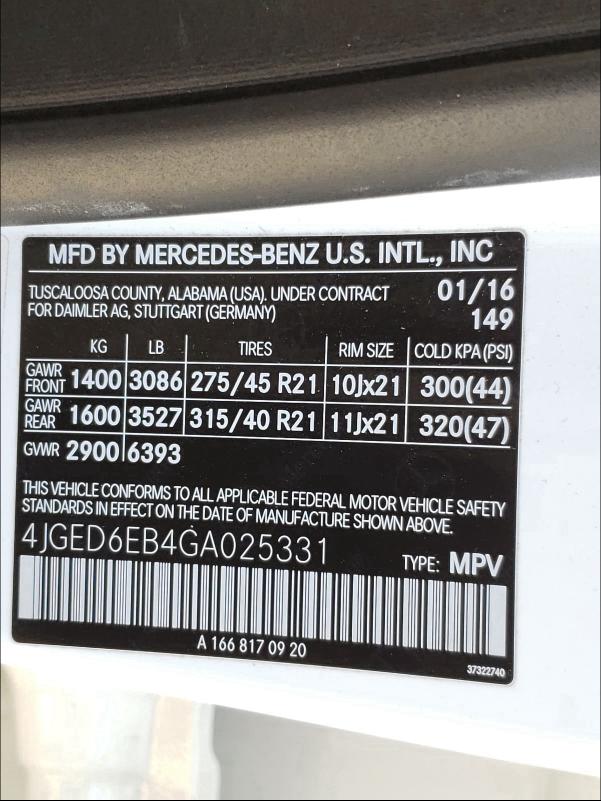 MFD BY MERCEDES-BENZ U.S. INTL., INC
TUSCALOOSA COUNTY, ALABAMA (USA). UNDER CONTRACT 01/16
FOR DAIMLER AG, STUTTGART (GERMANY) 149
KG LB TIRES RIM SIZE COLD KPA(PSI)
GAWR FRONT 1400 3086 275/45 R21 10Jx21 300(44)
GAWR REAR 1600 3527 315/40 R21 11Jx21 320(47)
GVWR 2900 6393
THIS VEHICLE CONFORMS TO ALL APPLICABLE FEDERAL MOTOR VEHICLE SAFETY
STANDARDS IN EFFECT ON THE DATE OF MANUFACTURE SHOWN ABOVE.
4JGED6EB4GA025331 TYPE: MPV
A 166 817 09 20
37322740